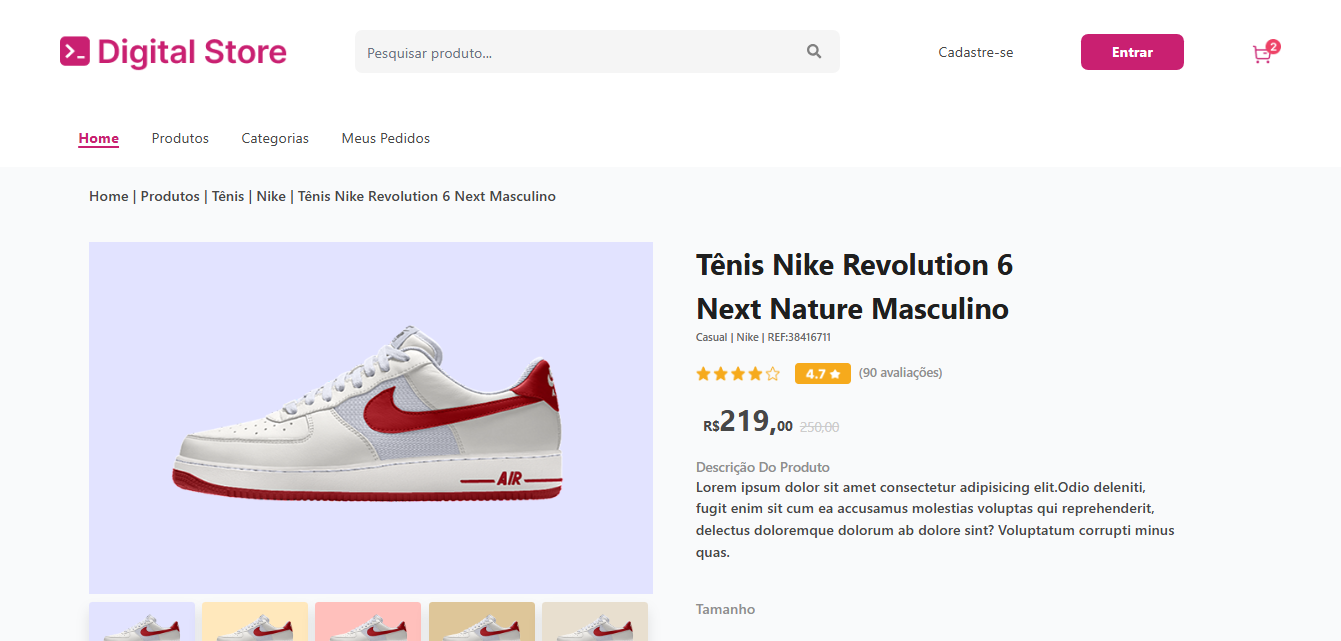 Digital Store
Pesquisar produto...
Cadastre-se
Entrar
2
Home Produtos Categorias Meus Pedidos
Home | Produtos | Tênis | Nike | Tênis Nike Revolution 6 Next Masculino
AIR
Tênis Nike Revolution 6
Next Nature Masculino
Casual | Nike | REF:38416711
4.7 (90 avaliações)
R$219,00 250,00
Descrição Do Produto
Lorem ipsum dolor sit amet consectetur adipisicing elit.Odio deleniti,
fugit enim sit cum ea accusamus molestias voluptas qui reprehenderit,
delectus doloremque dolorum ab dolore sint? Voluptatum corrupti minus
quas.
Tamanho